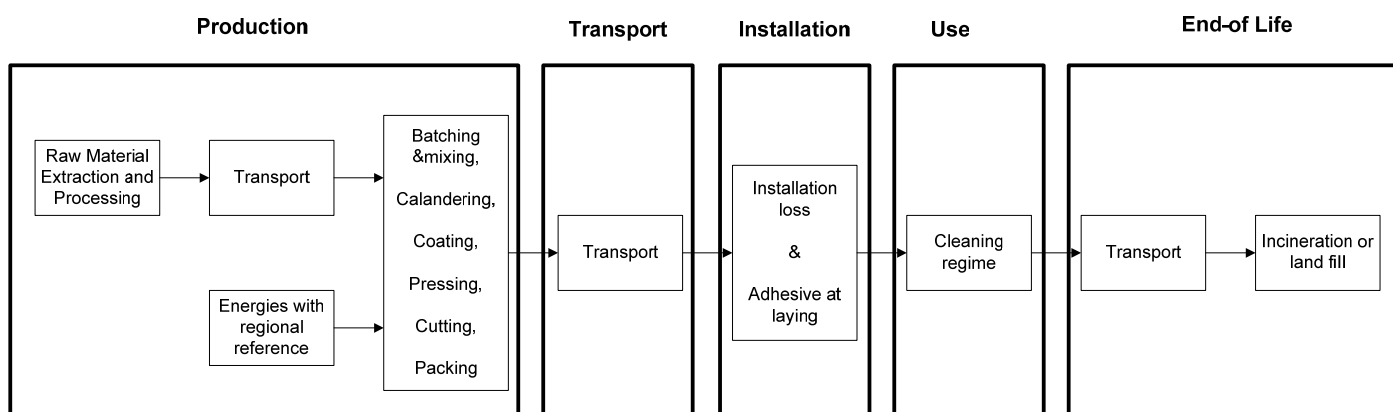 Production
Transport
Installation
Use
End-of Life
Raw Material
Extraction and
Processing
Transport
Energies with
regional
reference
Batching
&mixing,
Calandering,
Coating,
Pressing,
Cutting,
Packing
Transport
Installation
loss
&
Adhesive at
laying
Cleaning
regime
Transport
Incineration or
land fill